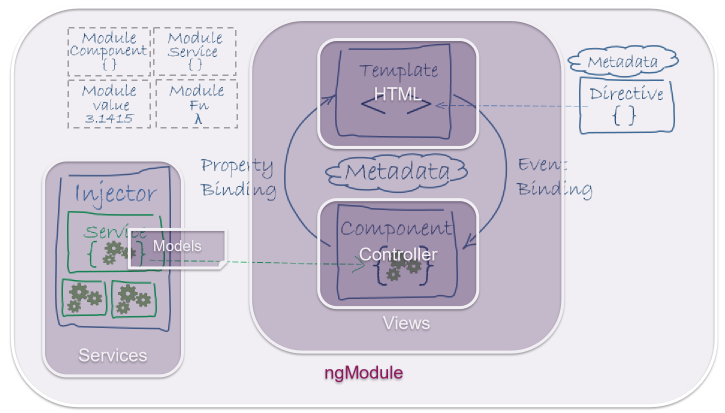 Module
Component
{ }
Module
Service
{ }
Module
value
3.1415
Module
Fn
λ
Template
HTML
< >
Metadata
Directive
{ }
Property
Binding
Metadata
Event
Binding
Injector
Service
{ }
Models
Component
Controller
{ }
Views
Services
ngModule